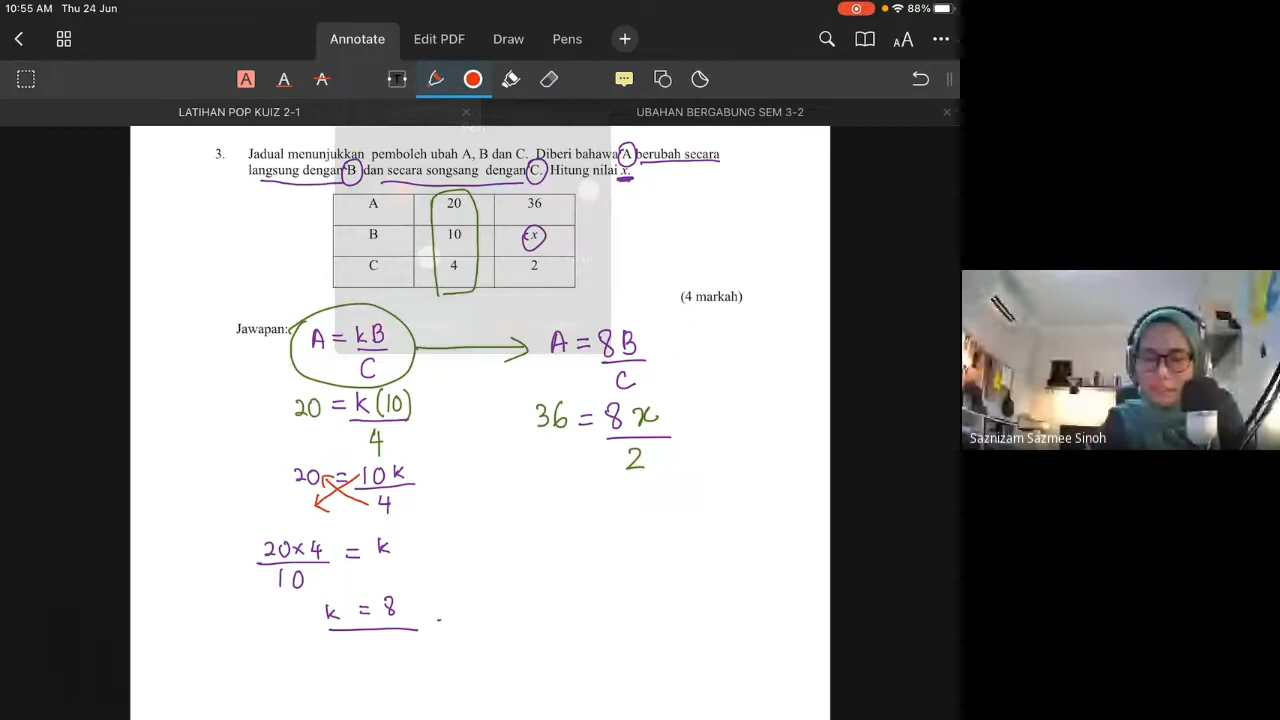 10:55 AM Thu 24 Jun
88%
Annotate Edit PDF Draw Pens
LATIHAN POP KUIZ 2-1
UBAHAN BERGABUNG SEM 3-2
3. Jadual menunjukkan pemboleh ubah A, B dan C. Diberi bahawa A berubah secara
langsung dengan B dan secara songsang dengan C. Hitung nilai x.
A 20 36
B 10 x
C 4 2
(4 markah)
Jawapan:
A = kB/C
20 = k(10)/4
20 = 10k/4
20×4/10 = k
k = 8
A = 8B/C
36 = 8x/2
Saznizam Sazmee Sinoh